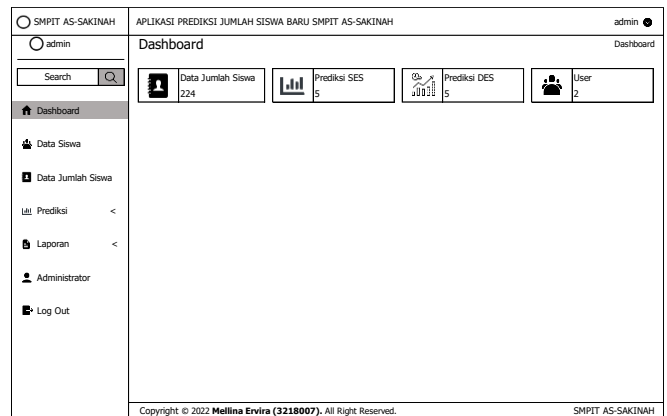 SMPIT AS-SAKINAH
APLIKASI PREDIKSI JUMLAH SISWA BARU SMPIT AS-SAKINAH
admin
admin
Dashboard
Dashboard
Search
Data Jumlah Siswa
224
Prediksi SES
5
Prediksi DES
5
User
2
Dashboard
Data Siswa
Data Jumlah Siswa
Prediksi <
Laporan <
Administrator
Log Out
Copyright © 2022 Mellina Ervira (3218007). All Right Reserved.
SMPIT AS-SAKINAH